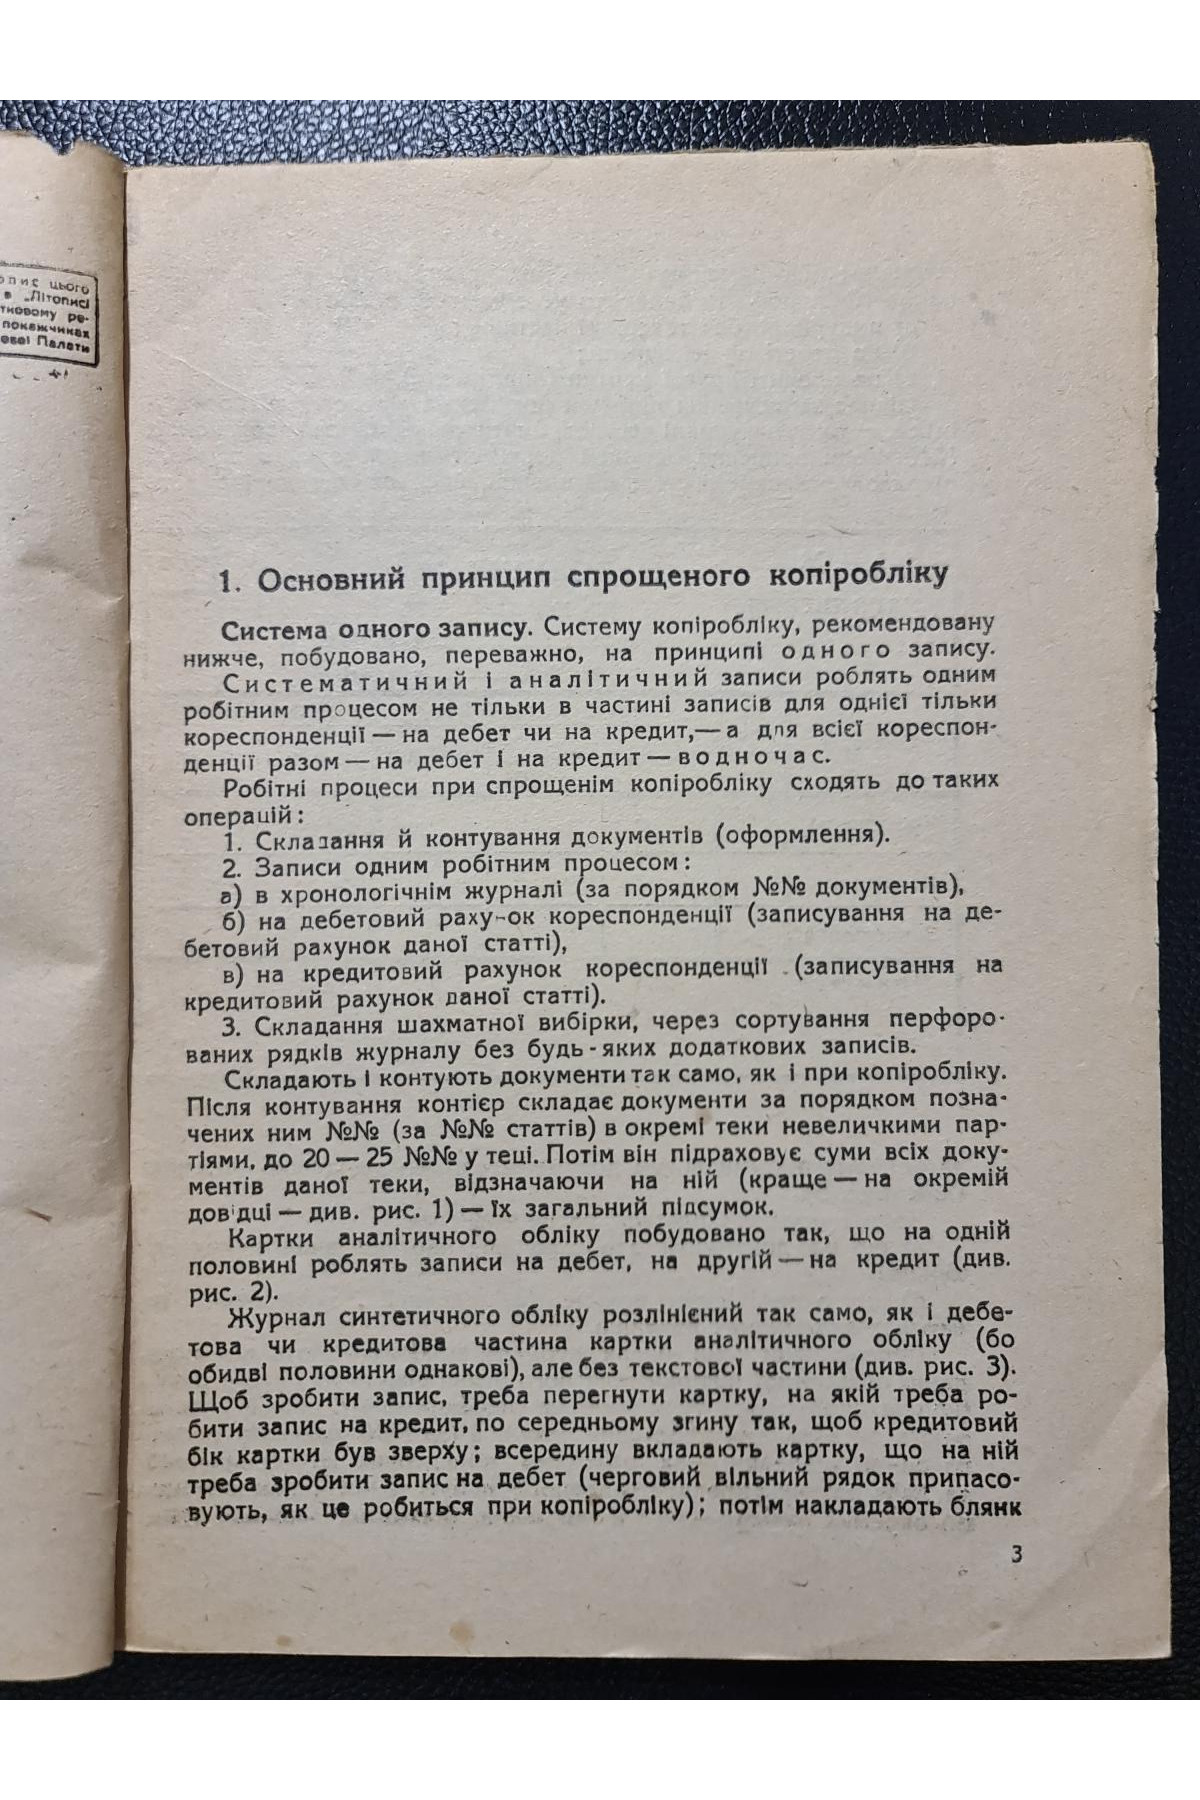 опис цього
в „Літописі
тковому ре-
покажчиках
ової Палати
1. Основний принцип спрощеного копіробліку
Система одного запису. Систему копіробліку, рекомендовану
нижче, побудовано, переважно, на принципі одного запису.
Систематичний і аналітичний записи роблять одним
робітним процесом не тільки в частині записів для однієї тільки
кореспонденції — на дебет чи на кредит,— а для всієї кореспон-
денції разом — на дебет і на кредит — водночас.
Робітні процеси при спрощенім копіробліку сходять до таких
операцій:
1. Складання й контування документів (оформлення).
2. Записи одним робітним процесом:
а) в хронологічнім журналі (за порядком №№ документів),
б) на дебетовий рахунок кореспонденції (записування на де-
бетовий рахунок даної статті),
в) на кредитовий рахунок кореспонденції (записування на
кредитовий рахунок даної статті).
3. Складання шахматної вибірки, через сортування перфоро-
ваних рядків журналу без будь-яких додаткових записів.
Складають і контують документи так само, як і при копіробліку.
Після контування контієр складає документи за порядком позна-
чених ним №№ (за №№ статтів) в окремі теки невеличкими пар-
тіями, до 20 — 25 №№ у теці. Потім він підраховує суми всіх доку-
ментів даної теки, відзначаючи на ній (краще — на окремій
довідці — див. рис. 1) — їх загальний підсумок.
Картки аналітичного обліку побудовано так, що на одній
половині роблять записи на дебет, на другій — на кредит (див.
рис. 2).
Журнал синтетичного обліку розлінієний так само, як і дебе-
това чи кредитова частина картки аналітичного обліку (бо
обидві половини однакові), але без текстової частини (див. рис. 3).
Щоб зробити запис, треба перегнути картку, на якій треба ро-
бити запис на кредит, по середньому згину так, щоб кредитовий
бік картки був зверху; всередину вкладають картку, що на ній
треба зробити запис на дебет (черговий вільний рядок припасо-
вують, як це робиться при копіробліку); потім накладають блянк
3